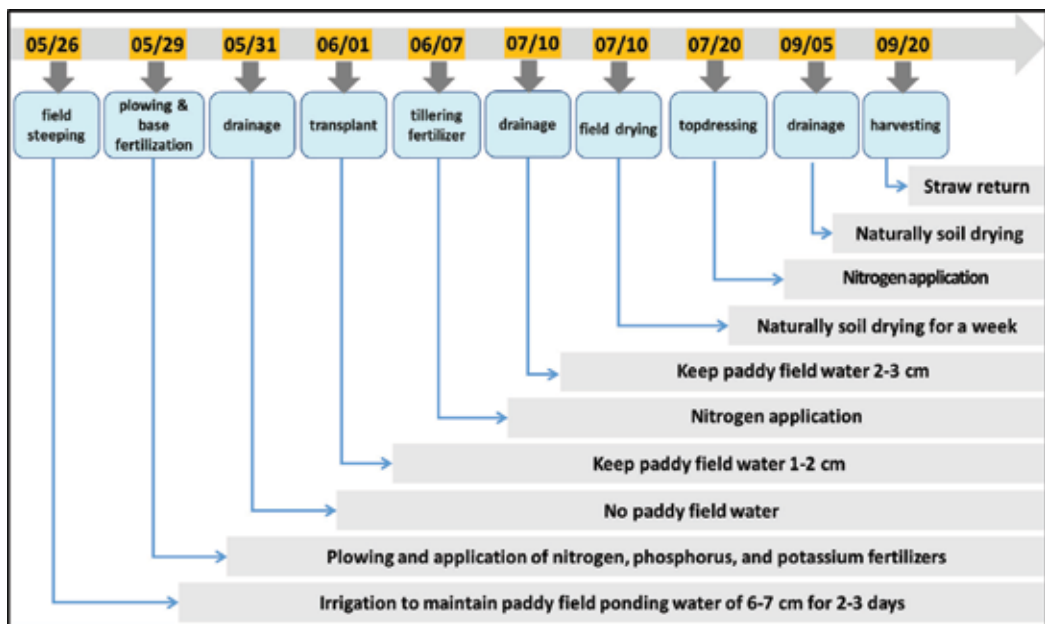 05/26 05/29 05/31 06/01 06/07 07/10 07/10 07/20 09/05 09/20
field
steeping
plowing &
base
fertilization
drainage
transplant
tillering
fertilizer
drainage
field drying
topdressing
drainage
harvesting
Straw return
Naturally soil drying
Nitrogen application
Naturally soil drying for a week
Keep paddy field water 2-3 cm
Nitrogen application
Keep paddy field water 1-2 cm
No paddy field water
Plowing and application of nitrogen, phosphorus, and potassium fertilizers
Irrigation to maintain paddy field ponding water of 6-7 cm for 2-3 days